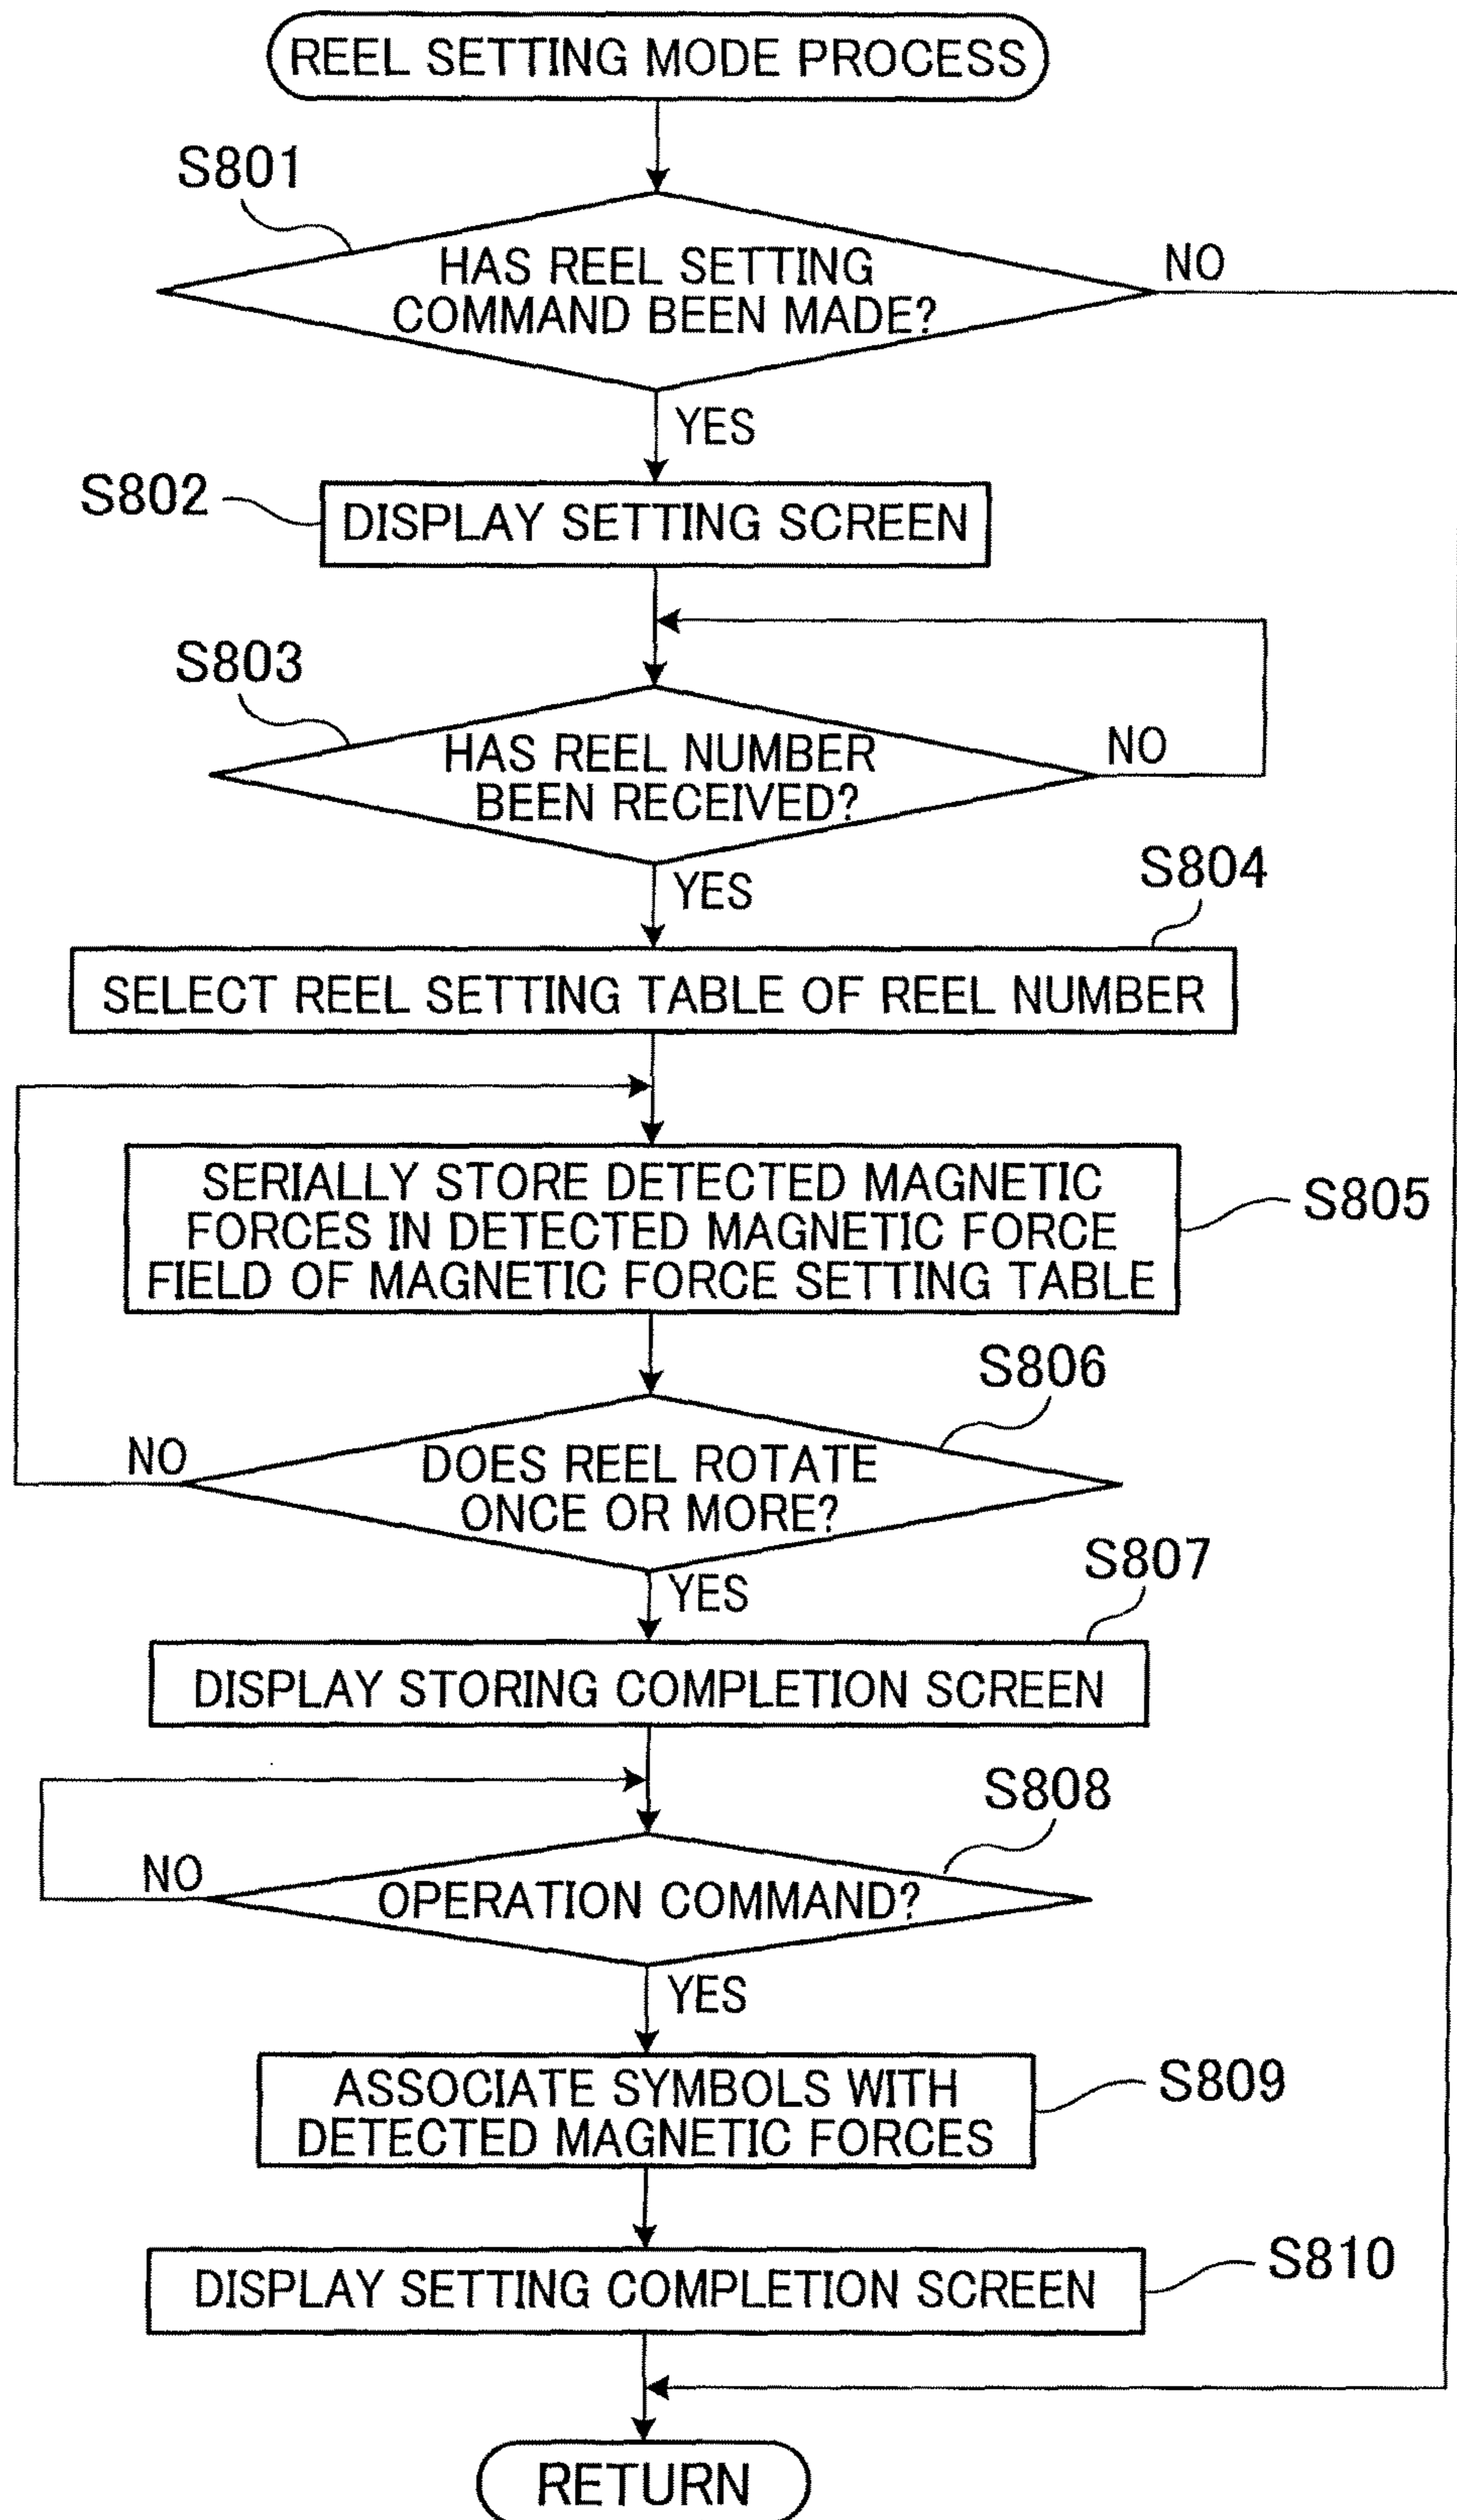 REEL SETTING MODE PROCESS
S801
HAS REEL SETTING
COMMAND BEEN MADE?
NO
YES
S802
DISPLAY SETTING SCREEN
S803
HAS REEL NUMBER
BEEN RECEIVED?
NO
YES
S804
SELECT REEL SETTING TABLE OF REEL NUMBER
SERIALLY STORE DETECTED MAGNETIC
FORCES IN DETECTED MAGNETIC FORCE
FIELD OF MAGNETIC FORCE SETTING TABLE
S805
S806
NO
DOES REEL ROTATE
ONCE OR MORE?
YES
S807
DISPLAY STORING COMPLETION SCREEN
S808
NO
OPERATION COMMAND?
YES
ASSOCIATE SYMBOLS WITH
DETECTED MAGNETIC FORCES
S809
DISPLAY SETTING COMPLETION SCREEN
S810
RETURN